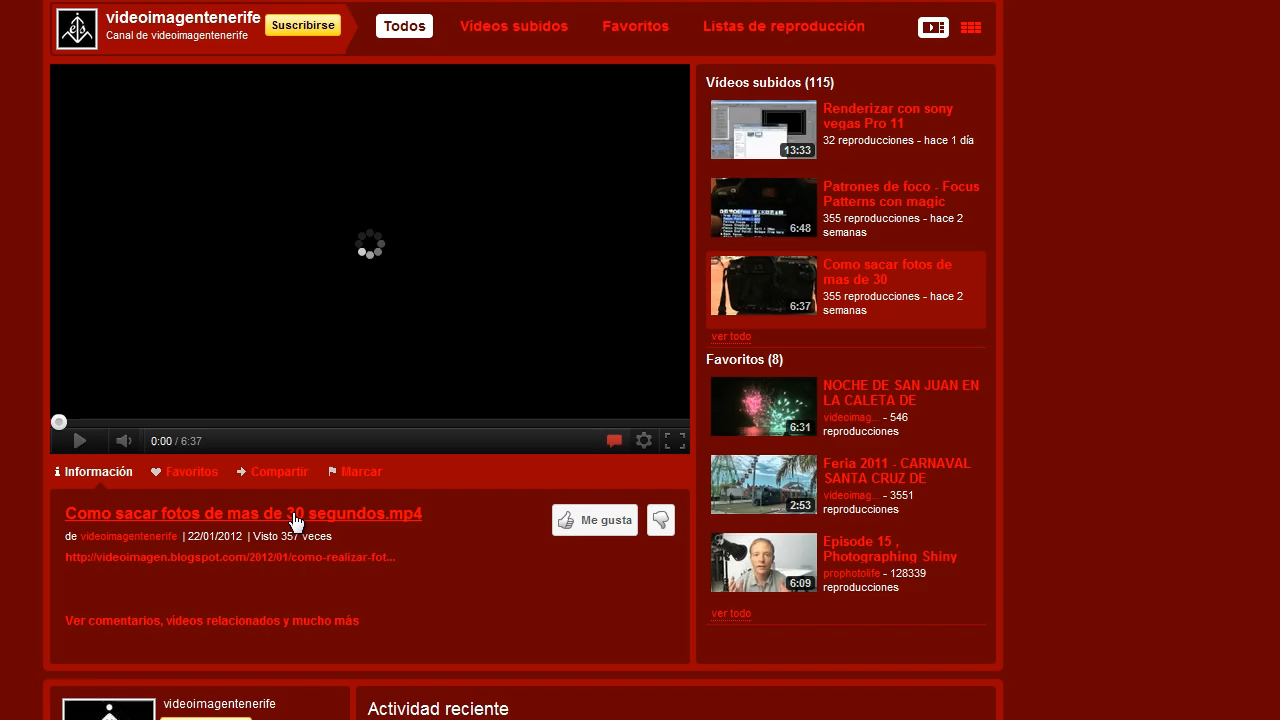 videoimagentenerife
Canal de videoimagentenerife
Suscribirse
Todos
Vídeos subidos
Favoritos
Listas de reproducción
0:00 / 6:37
Información
Favoritos
Compartir
Marcar
Como sacar fotos de mas de 30 segundos.mp4
de videoimagentenerife | 22/01/2012 | Visto 357 veces
http://videoimagen.blogspot.com/2012/01/como-realizar-fot...
Me gusta
Ver comentarios, vídeos relacionados y mucho más
Vídeos subidos (115)
13:33
Renderizar con sony
vegas Pro 11
32 reproducciones - hace 1 día
6:48
Patrones de foco - Focus
Patterns con magic
355 reproducciones - hace 2
semanas
6:37
Como sacar fotos de
mas de 30
355 reproducciones - hace 2
semanas
ver todo
Favoritos (8)
6:31
NOCHE DE SAN JUAN EN
LA CALETA DE
videoimag... - 546
reproducciones
2:53
Feria 2011 - CARNAVAL
SANTA CRUZ DE
videoimag... - 3551
reproducciones
6:09
Episode 15 ,
Photographing Shiny
prophotolife - 128339
reproducciones
ver todo
videoimagentenerife
Actividad reciente